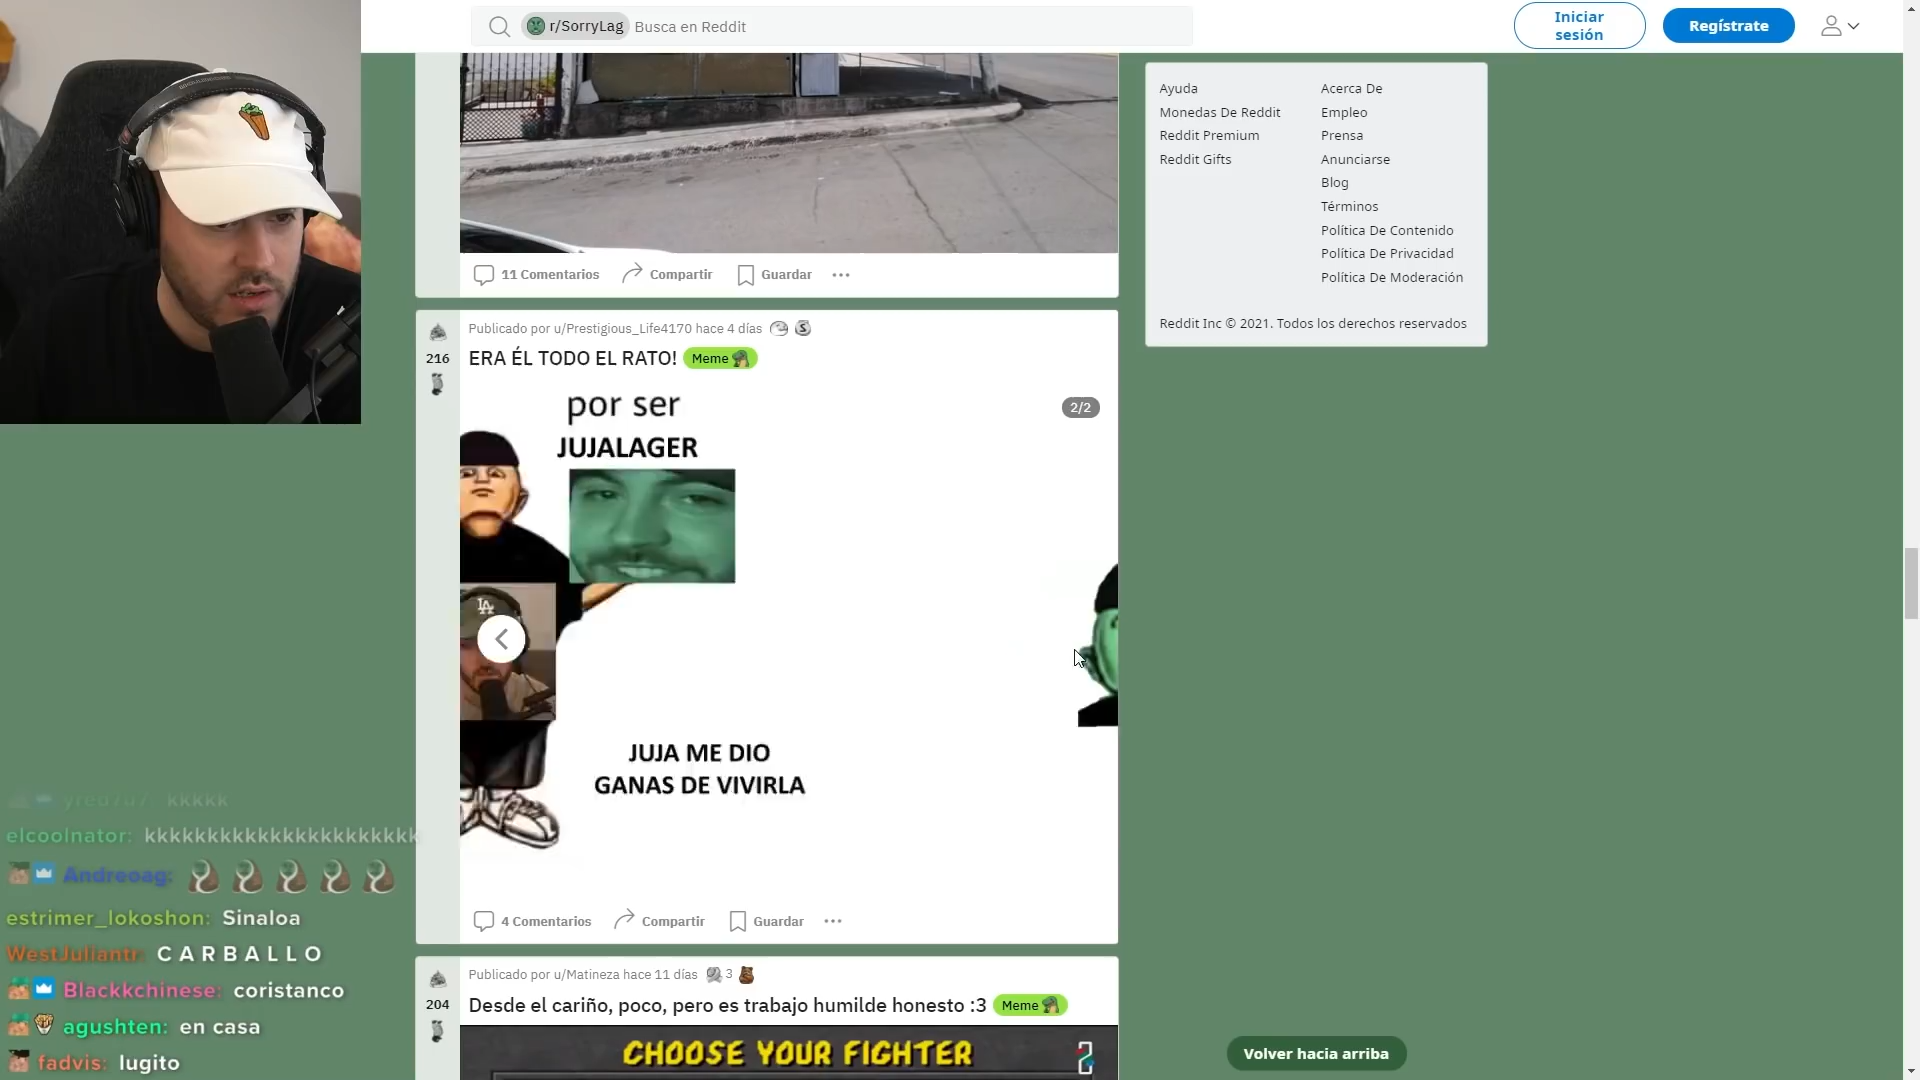 r/SorryLag Busca en Reddit
Iniciar sesión
Regístrate
Ayuda
Monedas De Reddit
Reddit Premium
Reddit Gifts
Acerca De
Empleo
Prensa
Anunciarse
Blog
Términos
Política De Contenido
Política De Privacidad
Política De Moderación
Reddit Inc © 2021. Todos los derechos reservados
11 Comentarios Compartir Guardar
Publicado por u/Prestigious_Life4170 hace 4 días
216
ERA ÉL TODO EL RATO! Meme
2/2
por ser
JUJALAGER
LA
JUJA ME DIO
GANAS DE VIVIRLA
4 Comentarios Compartir Guardar
Publicado por u/Matineza hace 11 días 3
204
Desde el cariño, poco, pero es trabajo humilde honesto :3 Meme
CHOOSE YOUR FIGHTER
Volver hacia arriba
yred7u7: kkkkk
elcoolnator: kkkkkkkkkkkkkkkkkkkkkk
Andreoag:
estrimer_lokoshon: Sinaloa
WestJuliantr: C A R B A L L O
Blackkchinese: coristanco
agushten: en casa
fadvis: lugito